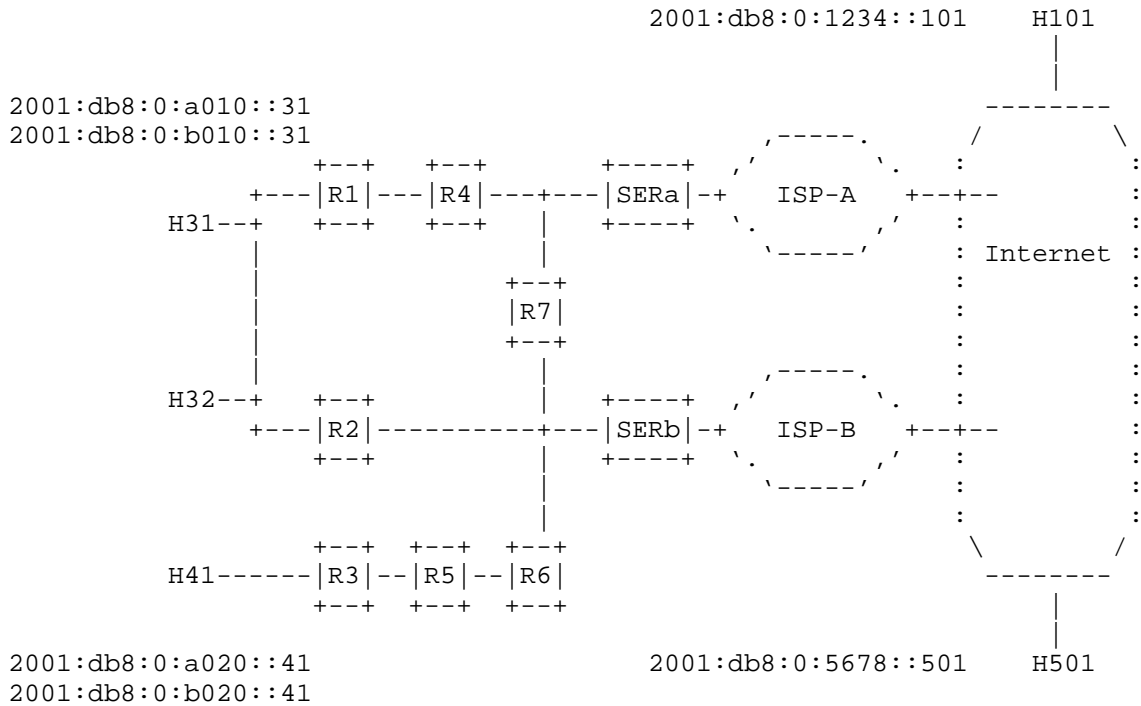 2001:db8:0:1234::101 H101
2001:db8:0:a010::31
2001:db8:0:b010::31
R1 R4 SERa ISP-A
H31
Internet
R7
H32
R2 SERb ISP-B
H41 R3 R5 R6
2001:db8:0:a020::41 2001:db8:0:5678::501 H501
2001:db8:0:b020::41